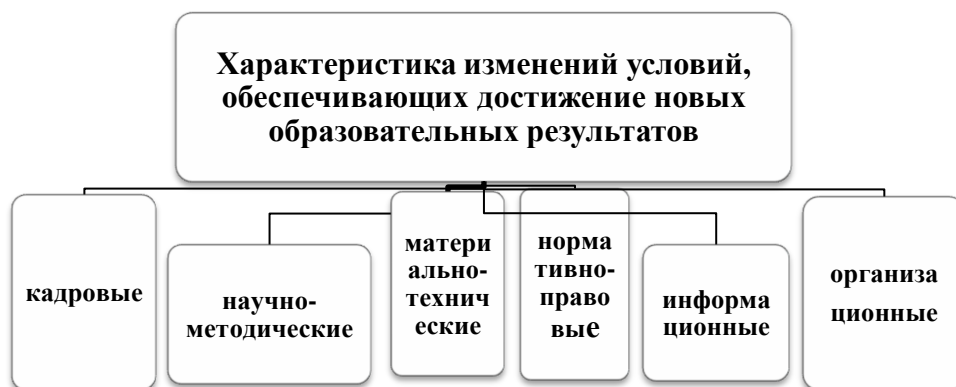 Характеристика изменений условий,
обеспечивающих достижение новых
образовательных результатов
кадровые
научно-
методические
матери
ально-
технич
еские
норма
тивно-
право
вые
информа
ционные
организа
ционные